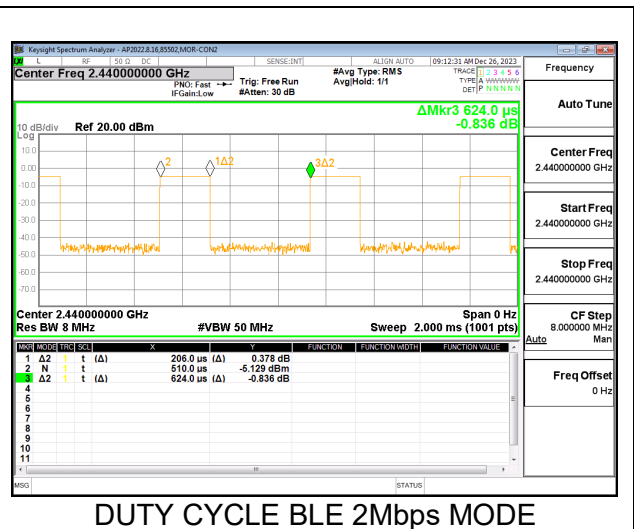 Keysight Spectrum Analyzer - AP2022.8.16,85502,MOR-CON2
L RF 50 Ω DC SENSE:INT ALIGN AUTO 09:12:31 AM Dec 26, 2023
Center Freq 2.440000000 GHz
PNO: Fast
IFGain:Low
Trig: Free Run
#Atten: 30 dB
#Avg Type: RMS
Avg|Hold: 1/1
TRACE 1 2 3 4 5 6
TYPE A WWWWW
DET P N N N N N
Frequency
Auto Tune
ΔMkr3 624.0 µs
-0.836 dB
10 dB/div Ref 20.00 dBm
Log
10.0
0.00
-10.0
-20.0
-30.0
-40.0
-50.0
-60.0
-70.0
2 1Δ2 3Δ2
Center Freq
2.440000000 GHz
Start Freq
2.440000000 GHz
Stop Freq
2.440000000 GHz
CF Step
8.000000 MHz
Auto Man
Freq Offset
0 Hz
Center 2.440000000 GHz Span 0 Hz
Res BW 8 MHz #VBW 50 MHz Sweep 2.000 ms (1001 pts)
MKR MODE TRC SCL X Y FUNCTION FUNCTION WIDTH FUNCTION VALUE
1 Δ2 1 t (Δ) 206.0 µs (Δ) 0.378 dB
2 N 1 t 510.0 µs -5.129 dBm
3 Δ2 1 t (Δ) 624.0 µs (Δ) -0.836 dB
4
5
6
7
8
9
10
11
MSG STATUS
DUTY CYCLE BLE 2Mbps MODE